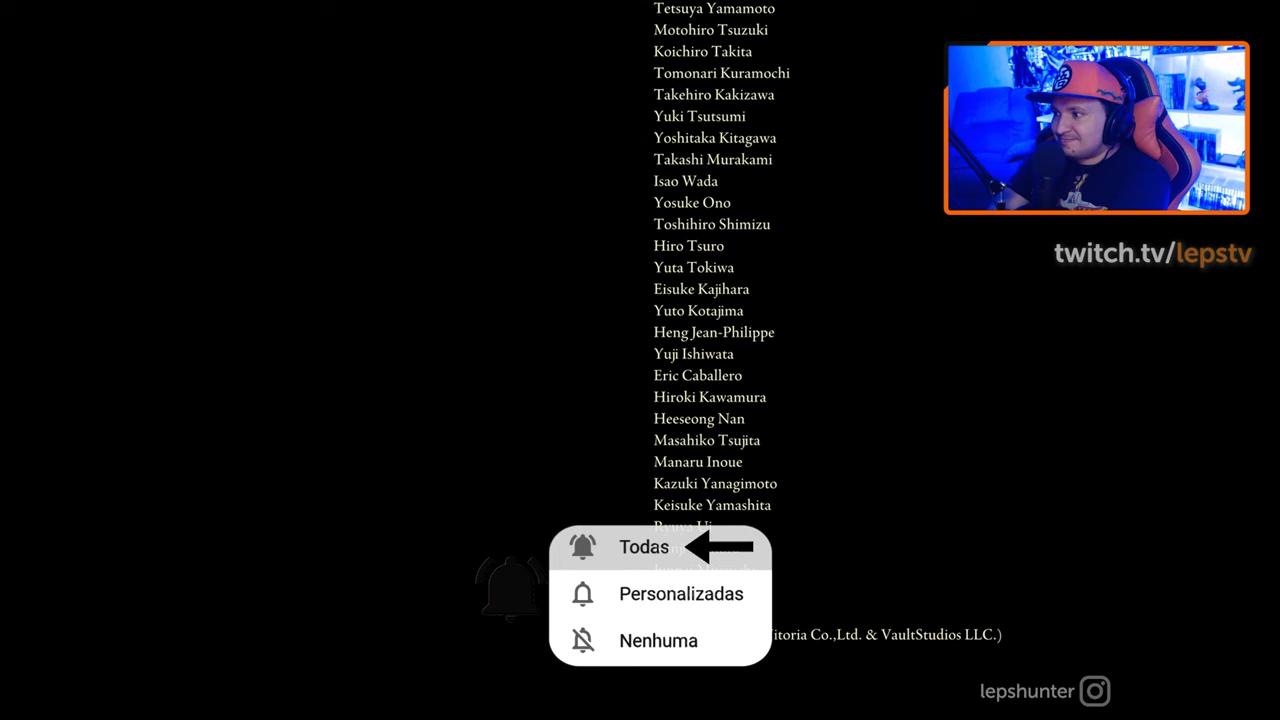 Tetsuya Yamamoto
Motohiro Tsuzuki
Koichiro Takita
Tomonari Kuramochi
Takehiro Kakizawa
Yuki Tsutsumi
Yoshitaka Kitagawa
Takashi Murakami
Isao Wada
Yosuke Ono
Toshihiro Shimizu
Hiro Tsuro
Yuta Tokiwa
Eisuke Kajihara
Yuto Kotajima
Heng Jean-Philippe
Yuji Ishiwata
Eric Caballero
Hiroki Kawamura
Heeseong Nan
Masahiko Tsujita
Manaru Inoue
Kazuki Yanagimoto
Keisuke Yamashita
Ryuya Ui
Todas
Personalizadas
Nenhuma
itoria Co.,Ltd. & VaultStudios LLC.)
twitch.tv/lepstv
lepshunter